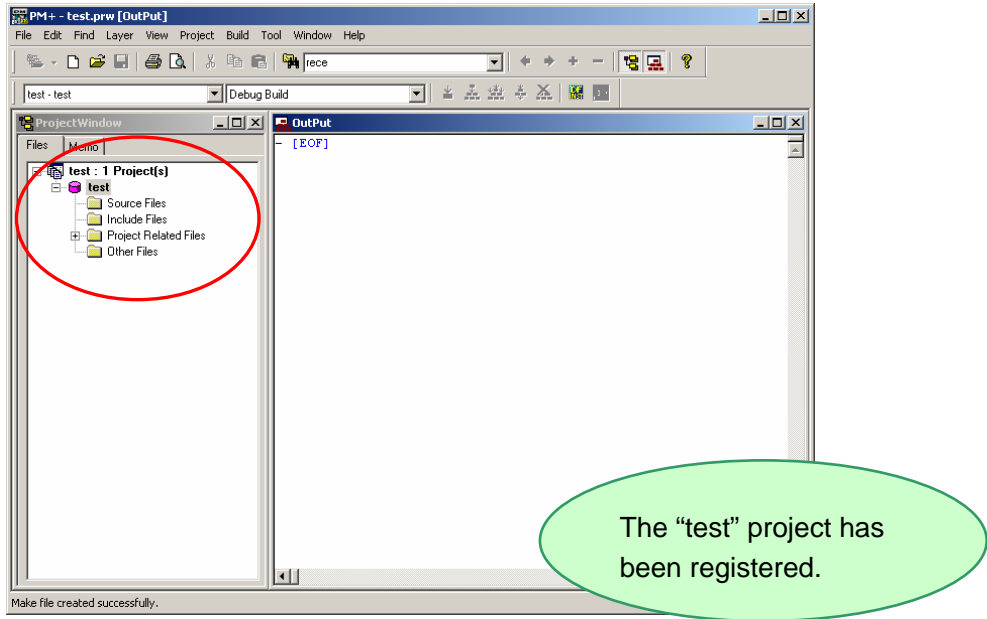 PM+ - test.prw [OutPut]
File Edit Find Layer View Project Build Tool Window Help
rece
test - test Debug Build
ProjectWindow
OutPut
Files Memo
[EOF]
test : 1 Project(s)
test
Source Files
Include Files
Project Related Files
Other Files
The “test” project has
been registered.
Make file created successfully.